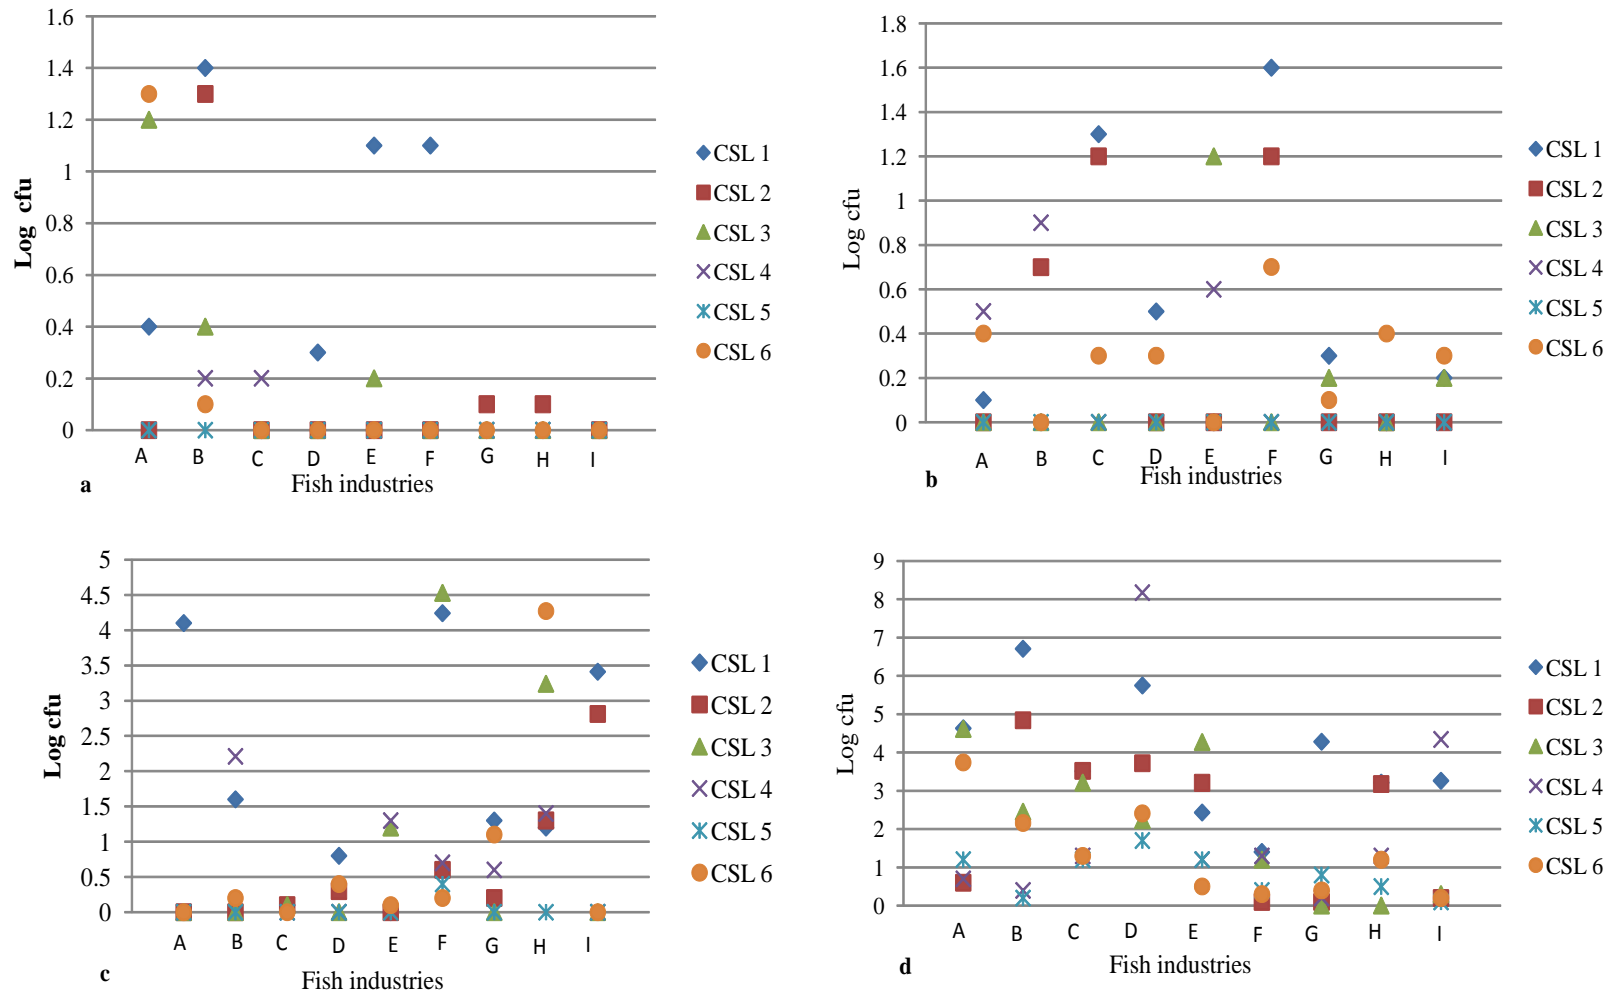 1.6
1.4
1.2
1
0.8
0.6
0.4
0.2
0
Log cfu
A B C D E F G H I
Fish industries
a
CSL 1
CSL 2
CSL 3
CSL 4
CSL 5
CSL 6
1.8
1.6
1.4
1.2
1
0.8
0.6
0.4
0.2
0
Log cfu
A B C D E F G H I
Fish industries
b
CSL 1
CSL 2
CSL 3
CSL 4
CSL 5
CSL 6
5
4.5
4
3.5
3
2.5
2
1.5
1
0.5
0
Log cfu
A B C D E F G H I
Fish industries
c
CSL 1
CSL 2
CSL 3
CSL 4
CSL 5
CSL 6
9
8
7
6
5
4
3
2
1
0
Log cfu
A B C D E F G H I
Fish industries
d
CSL 1
CSL 2
CSL 3
CSL 4
CSL 5
CSL 6